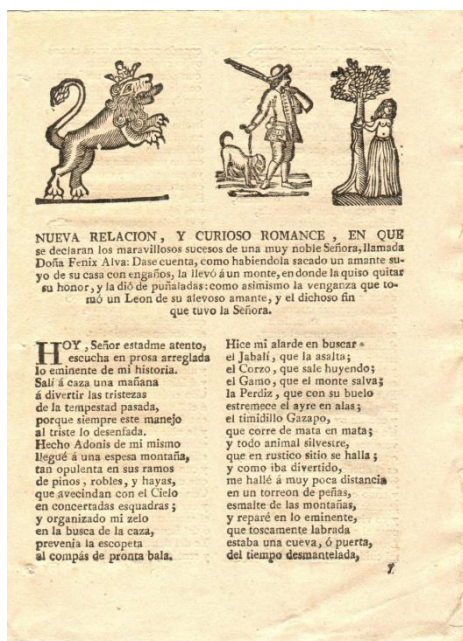 NUEVA RELACION, Y CURIOSO ROMANCE, EN QUE
se declaran los maravillosos sucesos de una muy noble Señora, llamada
Doña Fenix Alva: Dase cuenta, como habiendola sacado un amante su-
yo de su casa con engaños, la llevó á un monte, en donde la quiso quitar
su honor, y la dió de puñaladas: como asimismo la venganza que to-
mó un Leon de su alevoso amante, y el dichoso fin
que tuvo la Señora.
HOY, Señor estadme atento,
escucha en prosa arreglada
lo eminente de mi historia.
Salí á caza una mañana
á divertir las tristezas
de la tempestad pasada,
porque siempre este manejo
al triste lo desenfada.
Hecho Adonis de mi mismo
llegué á una espesa montaña,
tan opulenta en sus ramos
de pinos, robles, y hayas,
que avecindan con el Cielo
en concertadas esquadras;
y organizado mi zelo
en la busca de la caza,
prevenia la escopeta
al compás de pronta bala.
Hice mi alarde en buscar
el Jabalí, que la asalta;
el Corzo, que sale huyendo;
el Gamo, que el monte salva;
la Perdiz, que con su buelo
estremece el ayre en alas;
el timidillo Gazapo,
que corre de mata en mata;
y todo animal silvestre,
que en rustico sitio se halla;
y como iba divertido,
me hallé á muy poca distancia
en un torreon de peñas,
esmalte de las montañas,
y reparé en lo eminente,
que toscamente labrada
estaba una cueva, ó puerta,
del tiempo desmantelada,